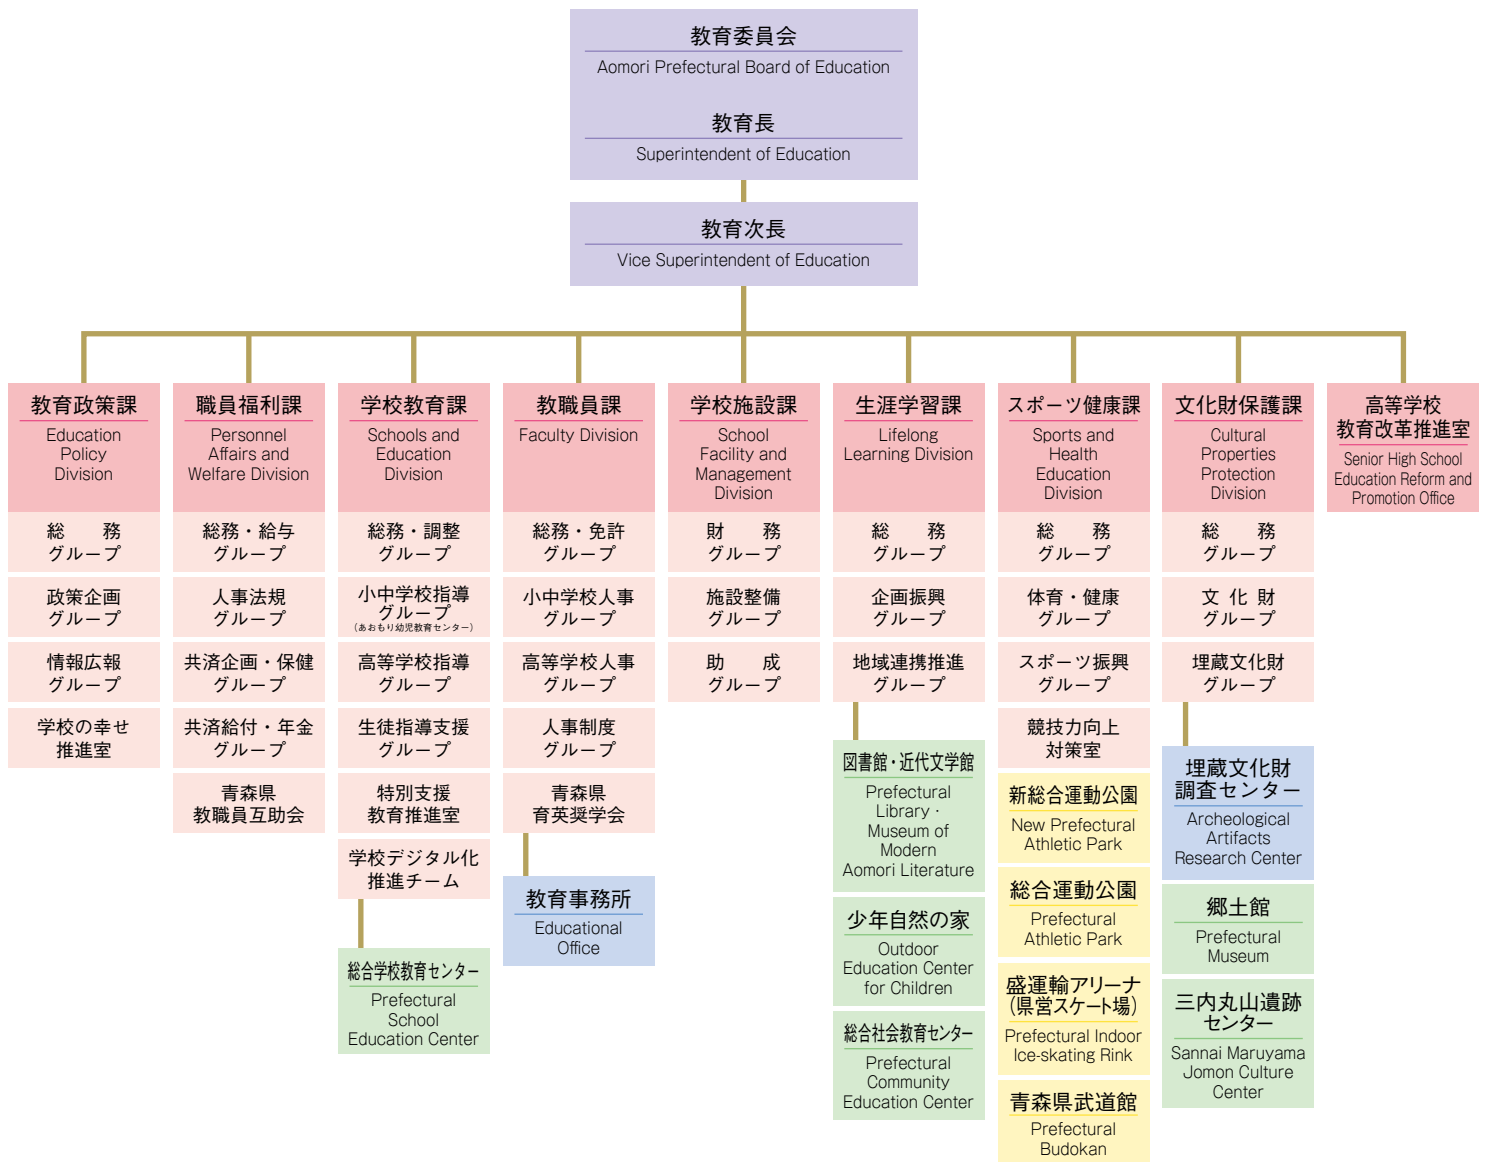 教育委員会
Aomori Prefectural Board of Education
教育長
Superintendent of Education
教育次長
Vice Superintendent of Education
教育政策課
Education
Policy
Division
総　務
グループ
政策企画
グループ
情報広報
グループ
学校の幸せ
推進室
職員福利課
Personnel
Affairs and
Welfare Division
総務・給与
グループ
人事法規
グループ
共済企画・保健
グループ
共済給付・年金
グループ
青森県
教職員互助会
学校教育課
Schools and
Education
Division
総務・調整
グループ
小中学校指導
グループ
（あおもり幼児教育センター）
高等学校指導
グループ
生徒指導支援
グループ
特別支援
教育推進室
学校デジタル化
推進チーム
総合学校教育センター
Prefectural
School
Education Center
教職員課
Faculty Division
総務・免許
グループ
小中学校人事
グループ
高等学校人事
グループ
人事制度
グループ
青森県
育英奨学会
教育事務所
Educational
Office
学校施設課
School
Facility and
Management
Division
財　務
グループ
施設整備
グループ
助　成
グループ
生涯学習課
Lifelong
Learning Division
総　務
グループ
企画振興
グループ
地域連携推進
グループ
図書館・近代文学館
Prefectural
Library・
Museum of
Modern
Aomori Literature
少年自然の家
Outdoor
Education Center
for Children
総合社会教育センター
Prefectural
Community
Education Center
スポーツ健康課
Sports and
Health
Education
Division
総　務
グループ
体育・健康
グループ
スポーツ振興
グループ
競技力向上
対策室
新総合運動公園
New Prefectural
Athletic Park
総合運動公園
Prefectural
Athletic Park
盛運輸アリーナ
（県営スケート場）
Prefectural Indoor
Ice-skating Rink
青森県武道館
Prefectural
Budokan
文化財保護課
Cultural
Properties
Protection
Division
総　務
グループ
文 化 財
グループ
埋蔵文化財
グループ
埋蔵文化財
調査センター
Archeological
Artifacts
Research Center
郷土館
Prefectural
Museum
三内丸山遺跡
センター
Sannai Maruyama
Jomon Culture
Center
高等学校
教育改革推進室
Senior High School
Education Reform and
Promotion Office